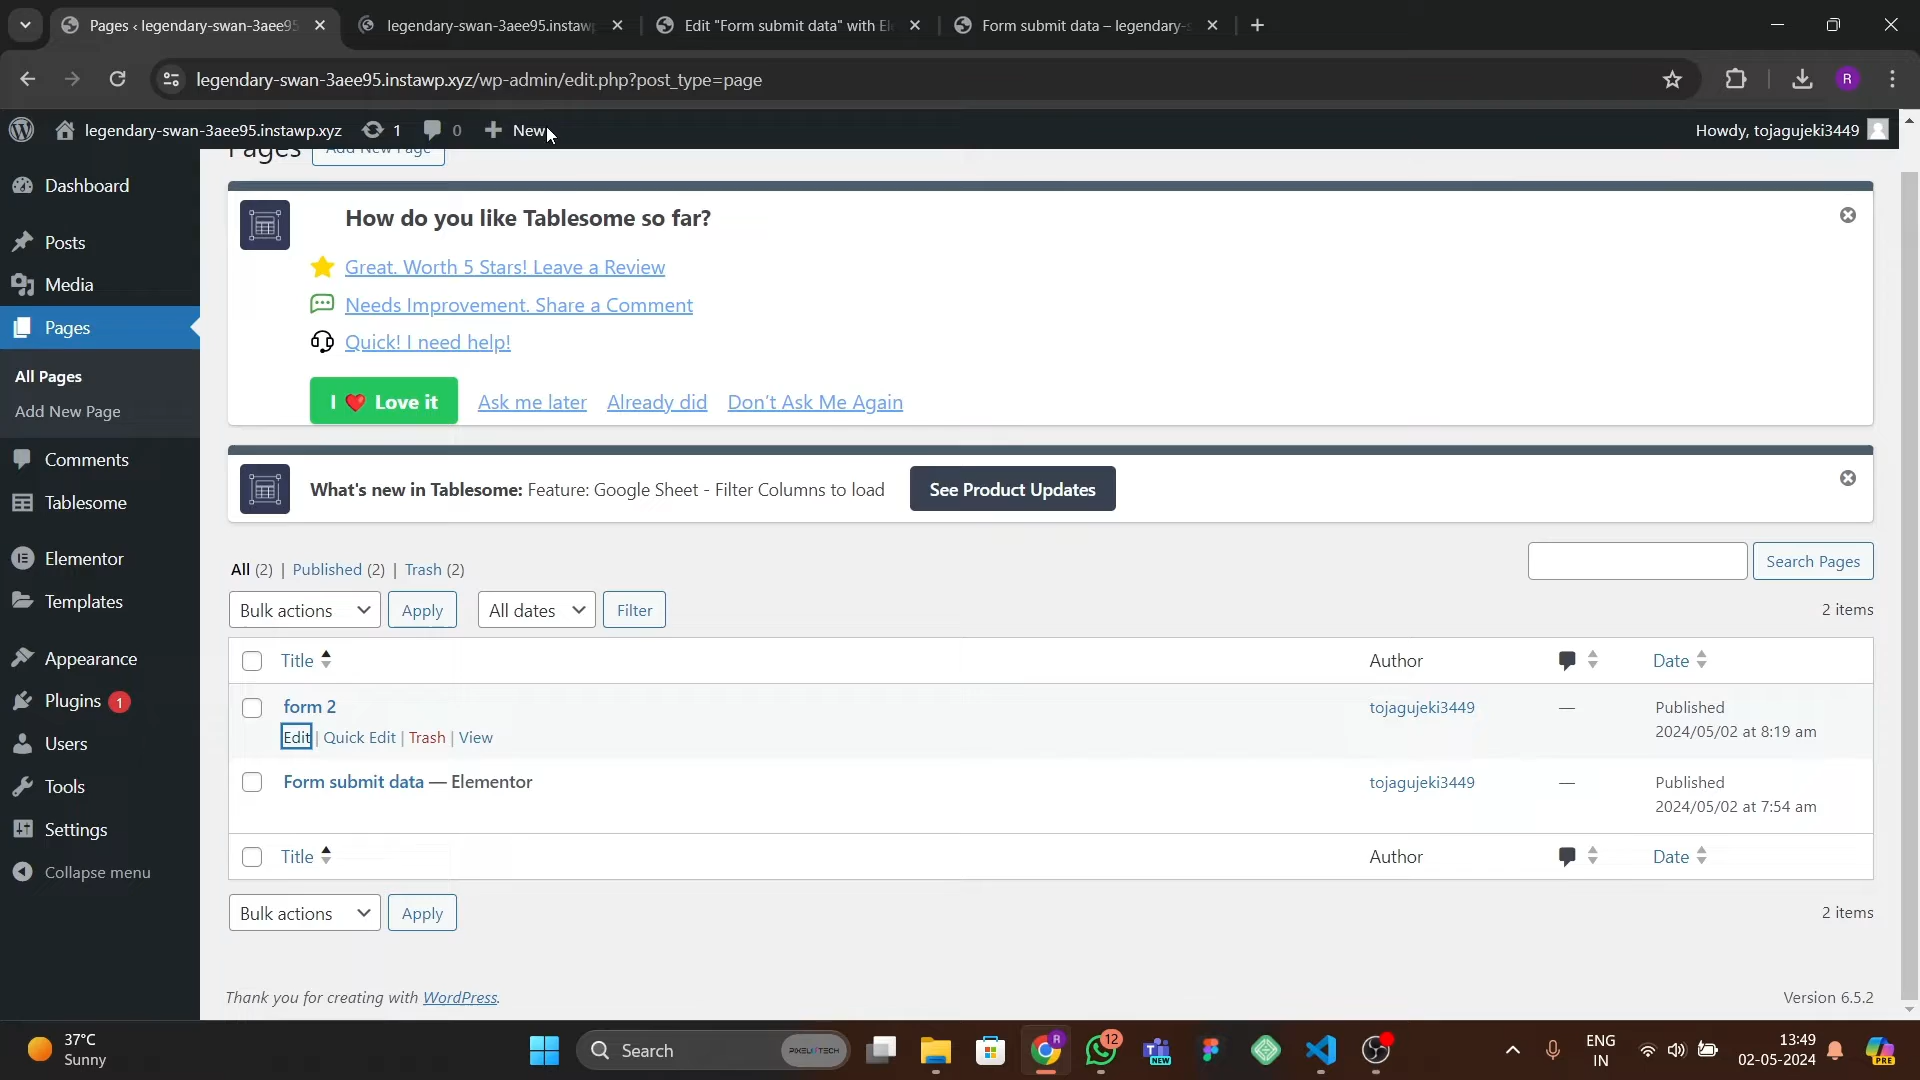 Pages ‹ legendary-swan-3aee95
legendary-swan-3aee95.instaw
Edit "Form submit data" with El
Form submit data – legendary-s
legendary-swan-3aee95.instawp.xyz/wp-admin/edit.php?post_type=page
R
legendary-swan-3aee95.instawp.xyz 1 0 New
Howdy, tojagujeki3449
Pages Add New Page
Dashboard
Posts
Media
Pages
All Pages
Add New Page
Comments
Tablesome
Elementor
Templates
Appearance
Plugins 1
Users
Tools
Settings
Collapse menu
How do you like Tablesome so far?
Great. Worth 5 Stars! Leave a Review
Needs Improvement. Share a Comment
Quick! I need help!
I ❤ Love it Ask me later Already did Don't Ask Me Again
What's new in Tablesome: Feature: Google Sheet - Filter Columns to load See Product Updates
All (2) | Published (2) | Trash (2)
Search Pages
Bulk actions Apply All dates Filter 2 items
Title Author Date
form 2 tojagujeki3449 — Published
Edit | Quick Edit | Trash | View 2024/05/02 at 8:19 am
Form submit data — Elementor tojagujeki3449 — Published
2024/05/02 at 7:54 am
Title Author Date
Bulk actions Apply 2 items
Thank you for creating with WordPress. Version 6.5.2
37°C
Sunny
Search
PIXEL TECH
R
12
NEW
ENG
IN
13:49
02-05-2024
PRE